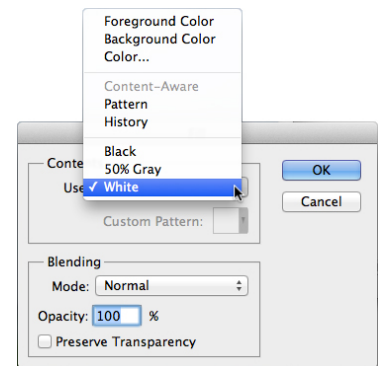 Foreground Color
Background Color
Color...
Content-Aware
Pattern
History
Black
50% Gray
✓ White
Conte
Use
OK
Cancel
Custom Pattern:
Blending
Mode: Normal
Opacity: 100 %
Preserve Transparency